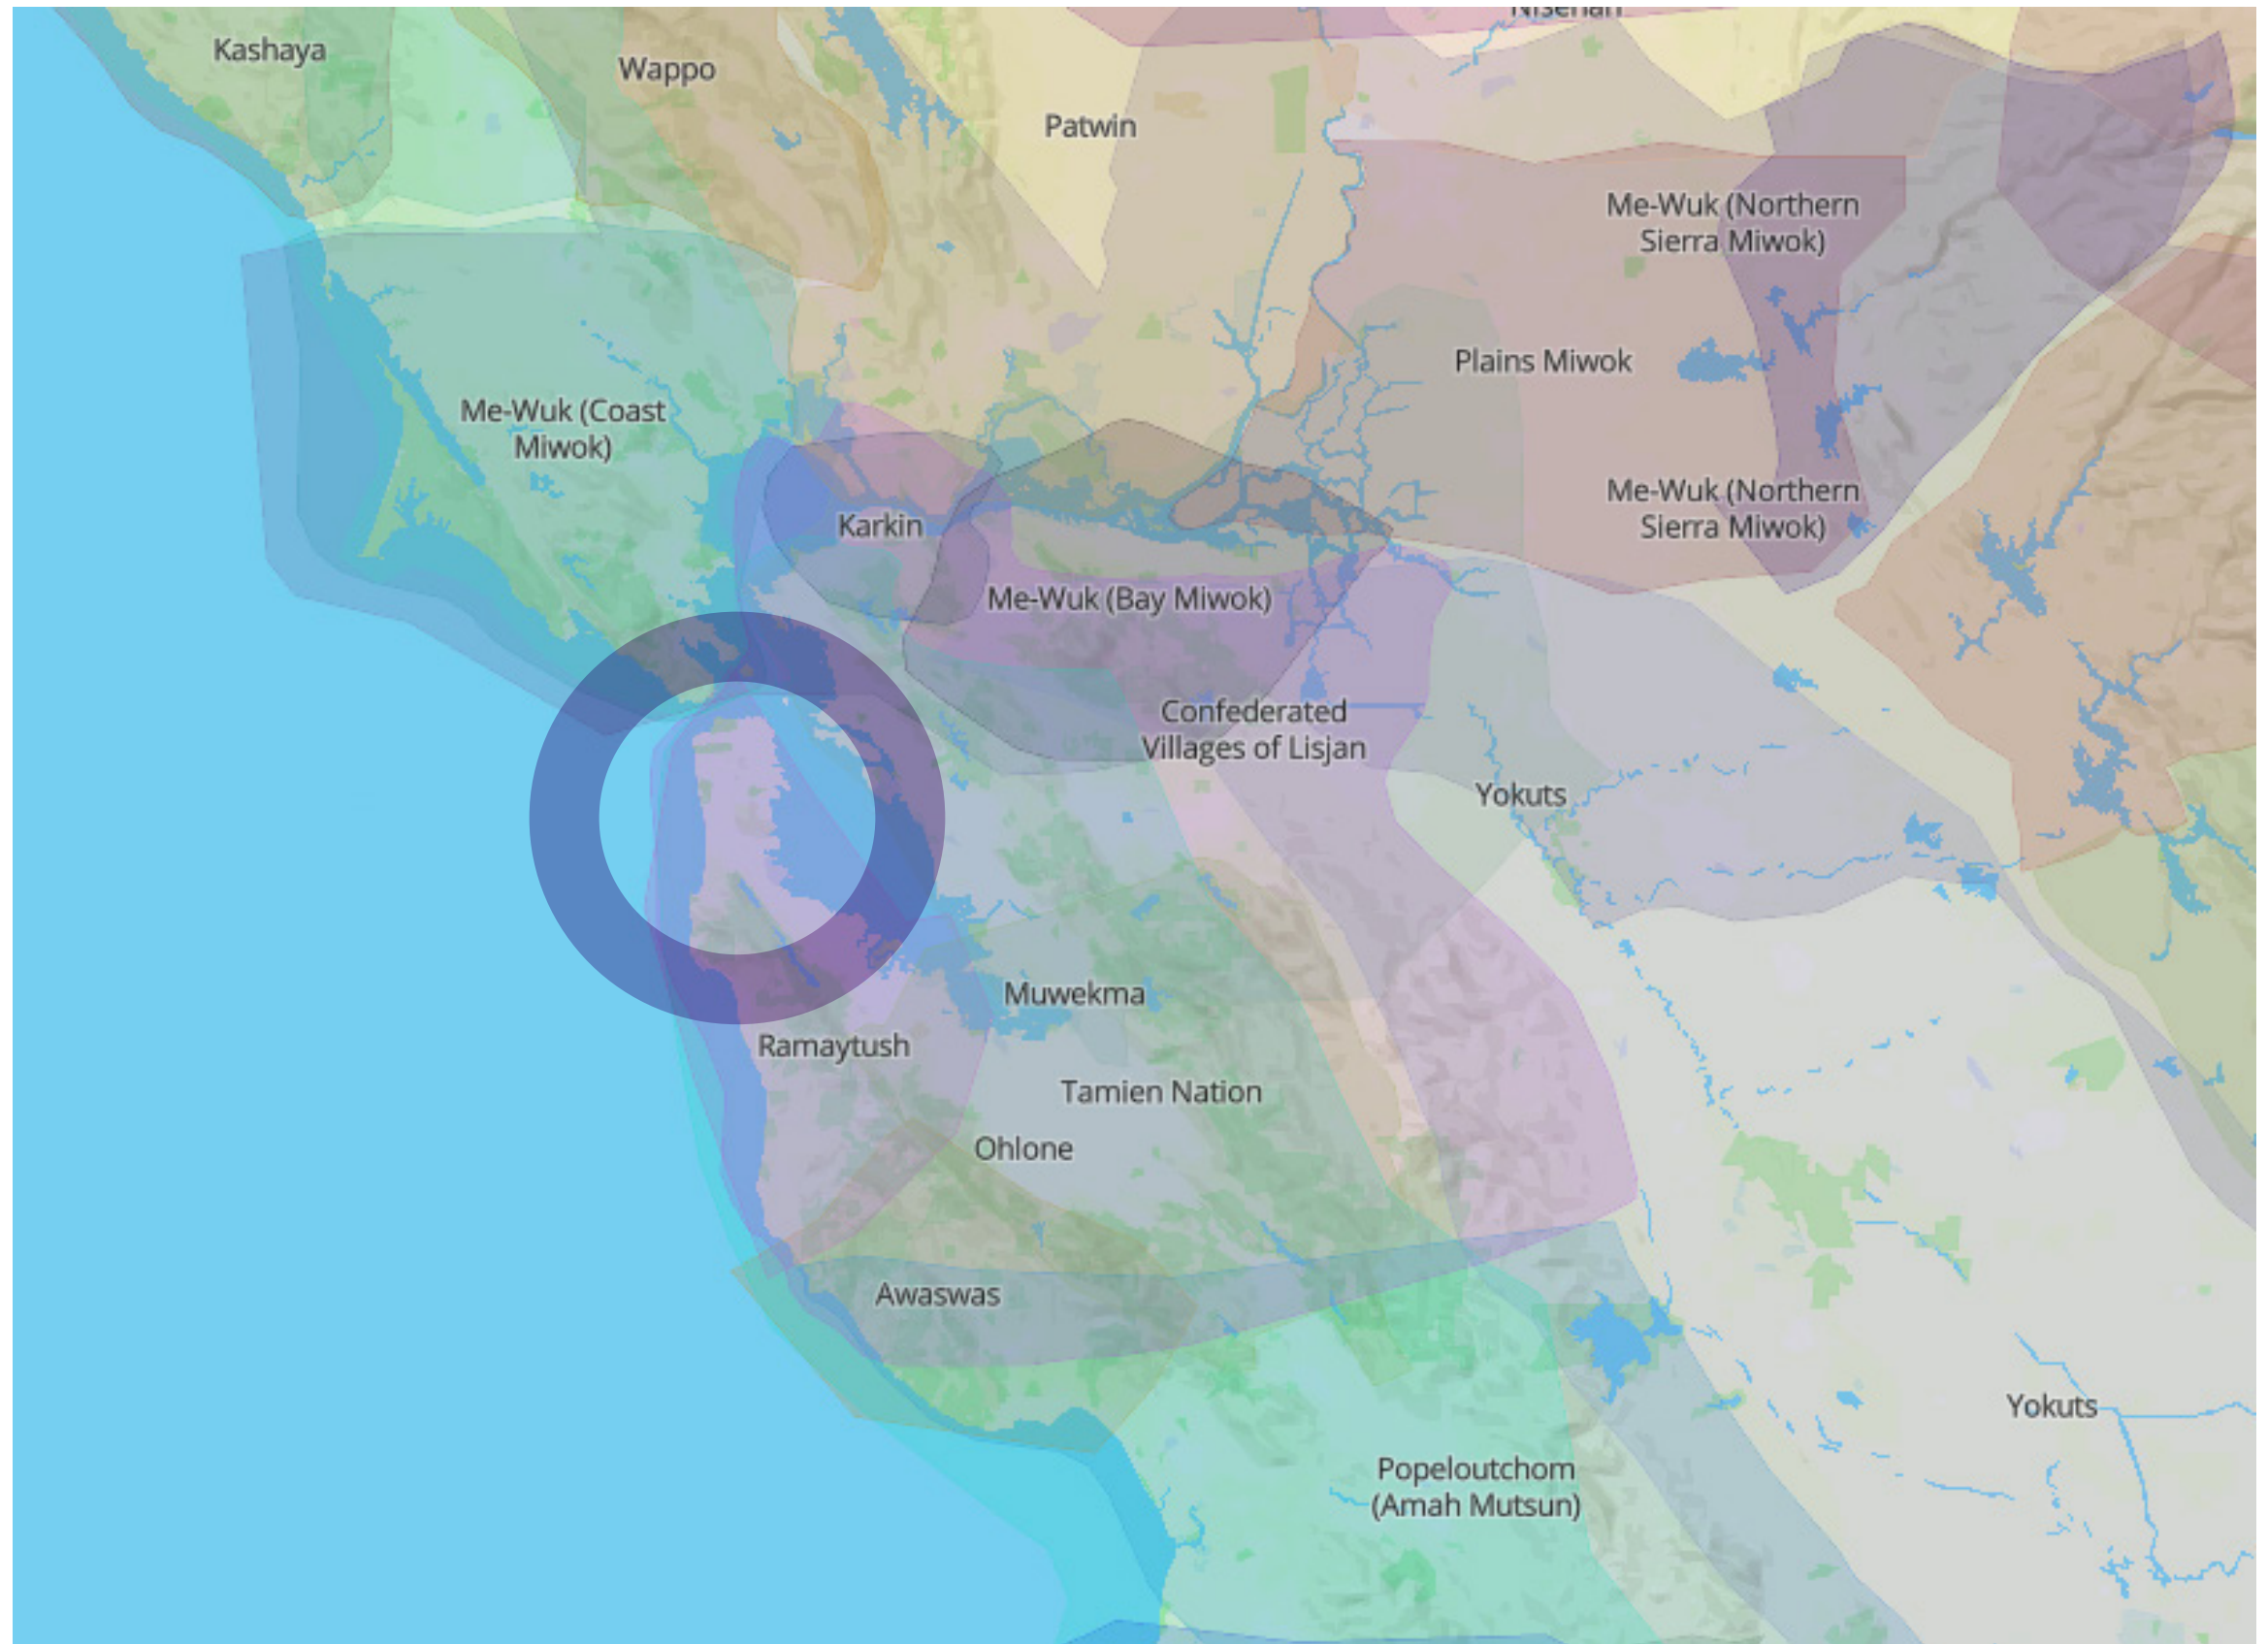 Nisenan
Kashaya
Wappo
Patwin
Me-Wuk (Northern
Sierra Miwok)
Plains Miwok
Me-Wuk (Coast
Miwok)
Me-Wuk (Northern
Sierra Miwok)
Karkin
Me-Wuk (Bay Miwok)
Confederated
Villages of Lisjan
Yokuts
Muwekma
Ramaytush
Tamien Nation
Ohlone
Awaswas
Yokuts
Popeloutchom
(Amah Mutsun)